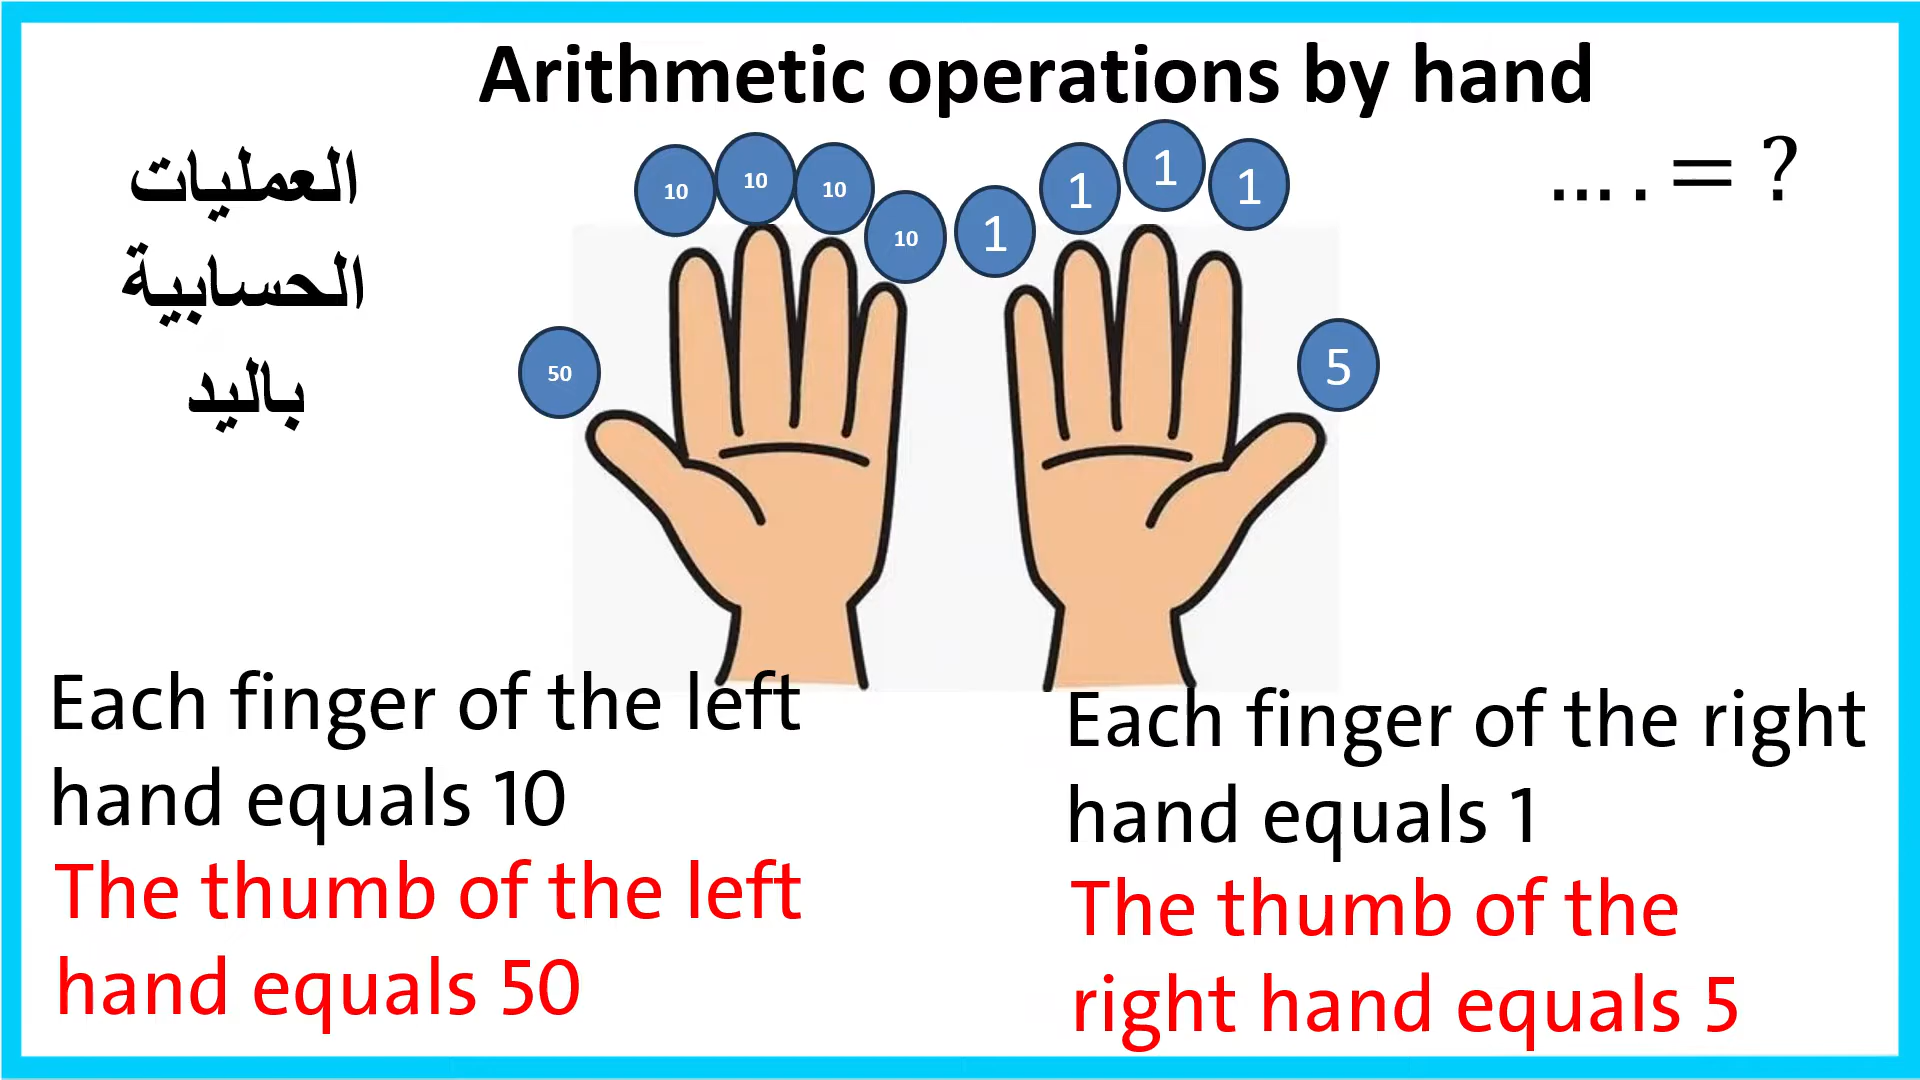 Arithmetic operations by hand
العمليات
الحسابية
باليد
.... = ?
10
10
10
10
1
1
1
1
50
5
Each finger of the left
hand equals 10
The thumb of the left
hand equals 50
Each finger of the right
hand equals 1
The thumb of the
right hand equals 5